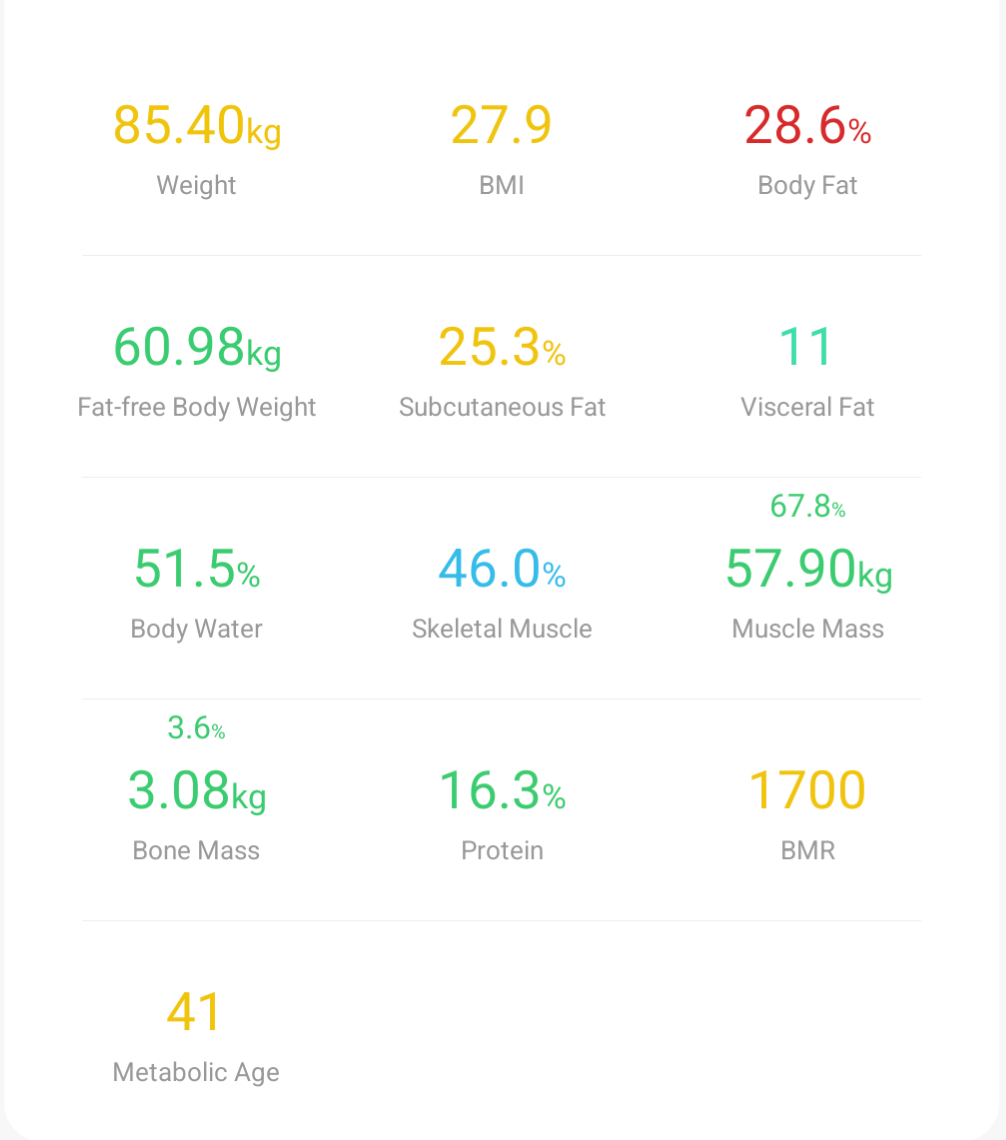 85.40kg 27.9 28.6%
Weight BMI Body Fat
60.98kg 25.3% 11
Fat-free Body Weight Subcutaneous Fat Visceral Fat
67.8%
51.5% 46.0% 57.90kg
Body Water Skeletal Muscle Muscle Mass
3.6%
3.08kg 16.3% 1700
Bone Mass Protein BMR
41
Metabolic Age